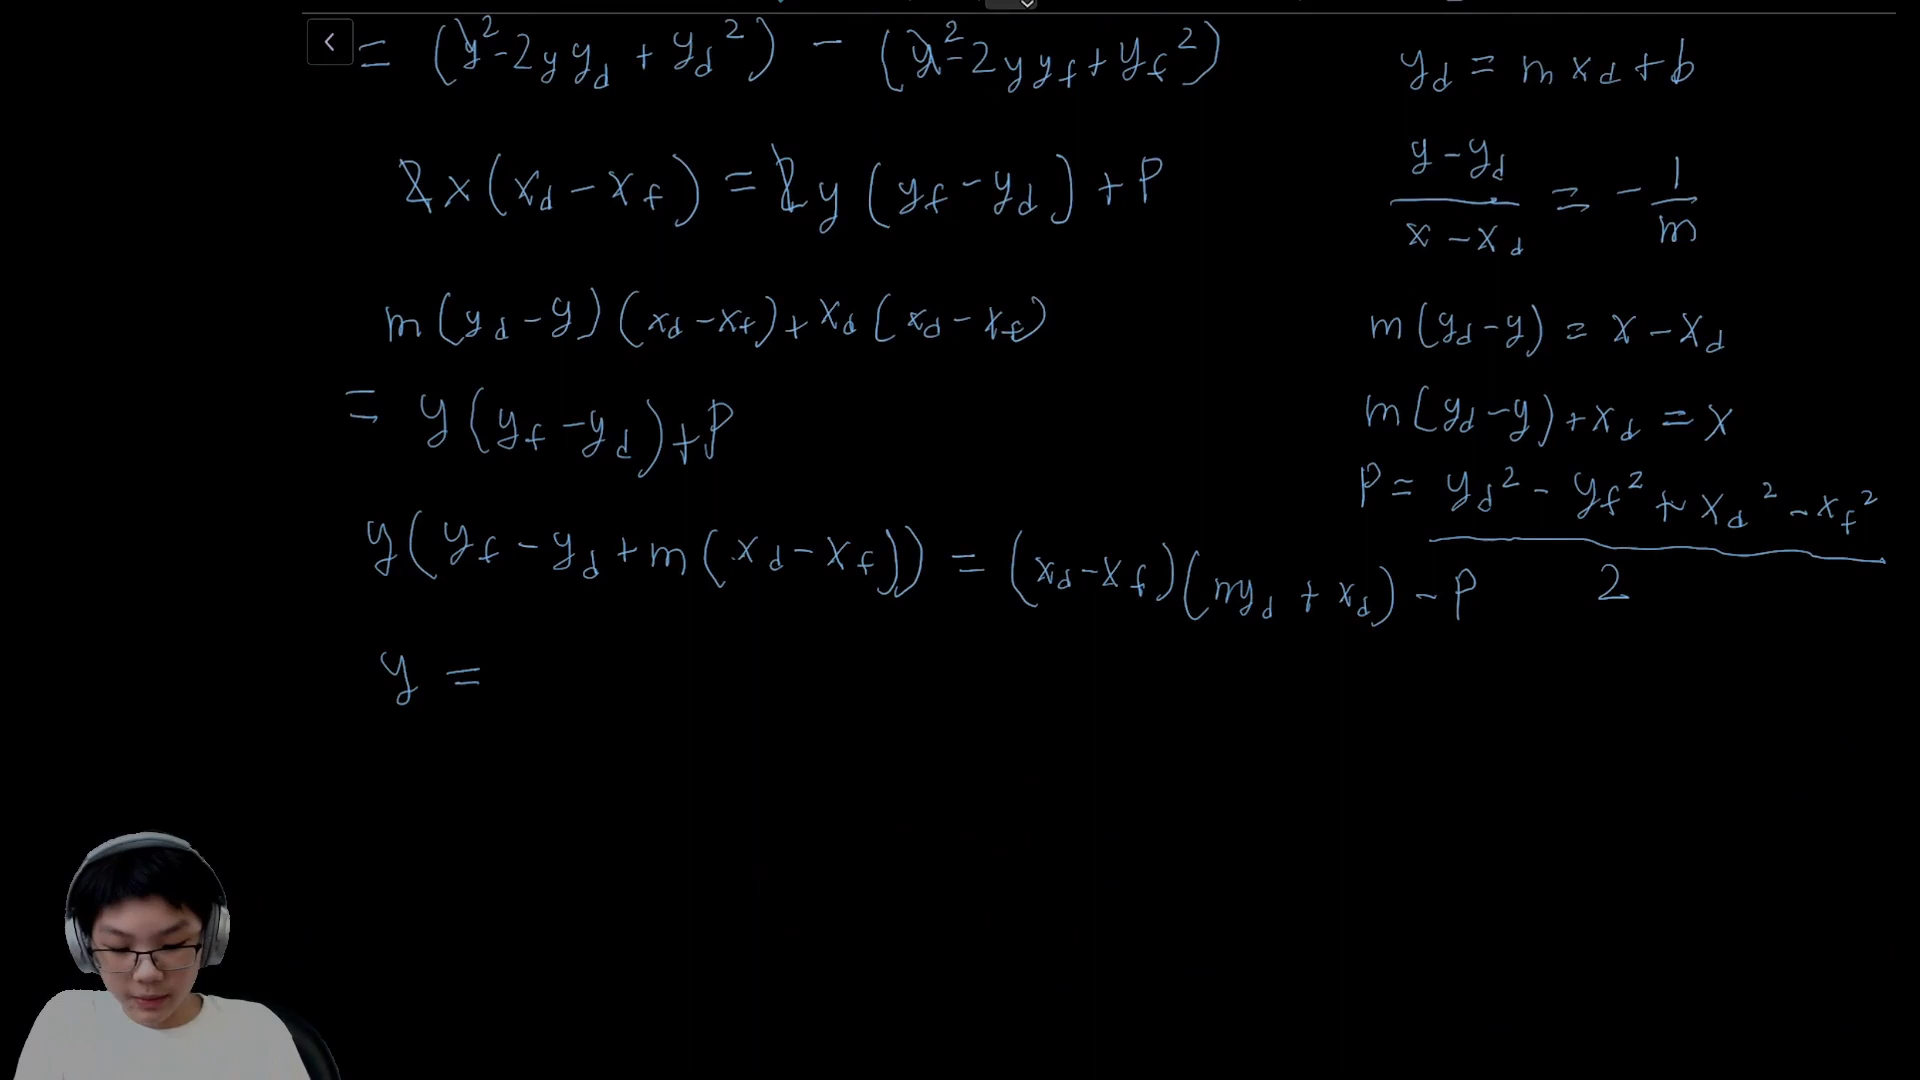 = (y²-2yy_d + y_d²) - (y²-2yy_f + y_f²)
2x(x_d - x_f) = 2y(y_f - y_d) + P
m(y_d - y)(x_d - x_f) + x_d(x_d - x_f)
= y(y_f - y_d) + P
y(y_f - y_d + m(x_d - x_f)) = (x_d - x_f)(my_d + x_d) - P
y =
y_d = m x_d + b
y - y_d
x - x_d
= - 1
m
m(y_d - y) = x - x_d
m(y_d - y) + x_d = x
P = y_d² - y_f² + x_d² - x_f²
2